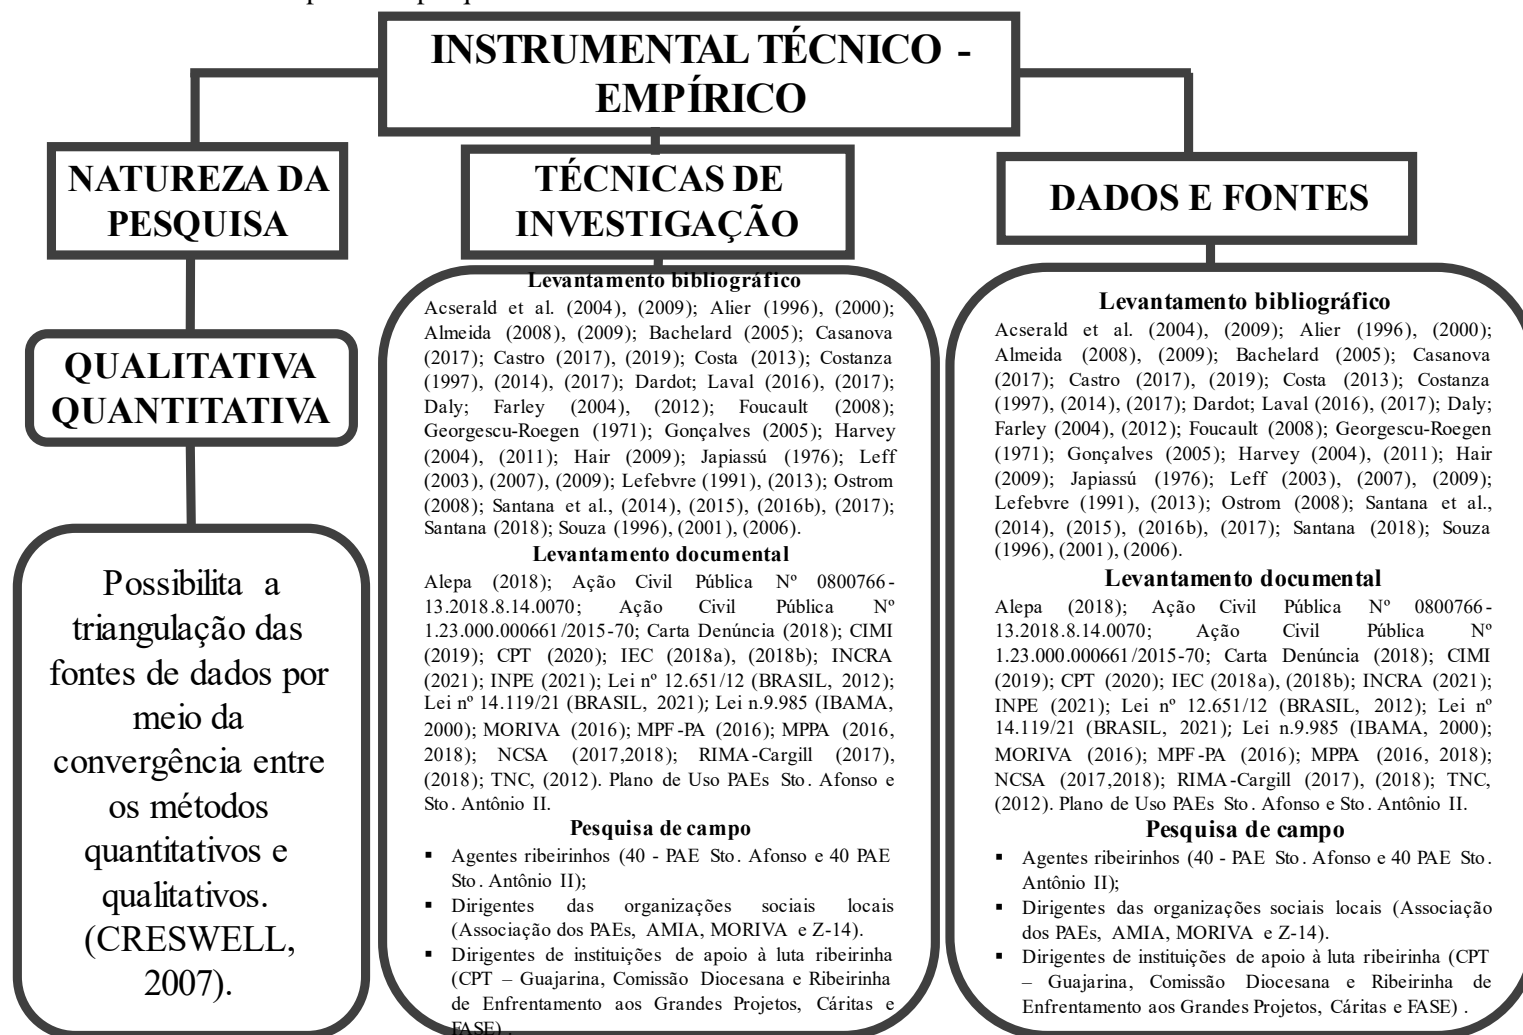 INSTRUMENTAL TÉCNICO -
EMPÍRICO
NATUREZA DA
PESQUISA
QUALITATIVA
QUANTITATIVA
Possibilita a
triangulação das
fontes de dados por
meio da
convergência entre
os métodos
quantitativos e
qualitativos.
(CRESWELL,
2007).
TÉCNICAS DE
INVESTIGAÇÃO
Levantamento bibliográfico
Acserald et al. (2004), (2009); Alier (1996), (2000);
Almeida (2008), (2009); Bachelard (2005); Casanova
(2017); Castro (2017), (2019); Costa (2013); Costanza
(1997), (2014), (2017); Dardot; Laval (2016), (2017);
Daly; Farley (2004), (2012); Foucault (2008);
Georgescu-Roegen (1971); Gonçalves (2005); Harvey
(2004), (2011); Hair (2009); Japiassú (1976); Leff
(2003), (2007), (2009); Lefebvre (1991), (2013); Ostrom
(2008); Santana et al., (2014), (2015), (2016b), (2017);
Santana (2018); Souza (1996), (2001), (2006).
Levantamento documental
Alepa (2018); Ação Civil Pública Nº 0800766-
13.2018.8.14.0070; Ação Civil Pública Nº
1.23.000.000661/2015-70; Carta Denúncia (2018); CIMI
(2019); CPT (2020); IEC (2018a), (2018b); INCRA
(2021); INPE (2021); Lei nº 12.651/12 (BRASIL, 2012);
Lei nº 14.119/21 (BRASIL, 2021); Lei n.9.985 (IBAMA,
2000); MORIVA (2016); MPF-PA (2016); MPPA (2016,
2018); NCSA (2017,2018); RIMA-Cargill (2017),
(2018); TNC, (2012). Plano de Uso PAEs Sto. Afonso e
Sto. Antônio II.
Pesquisa de campo
▪ Agentes ribeirinhos (40 - PAE Sto. Afonso e 40 PAE
Sto. Antônio II);
▪ Dirigentes das organizações sociais locais
(Associação dos PAEs, AMIA, MORIVA e Z-14).
▪ Dirigentes de instituições de apoio à luta ribeirinha
(CPT – Guajarina, Comissão Diocesana e Ribeirinha
de Enfrentamento aos Grandes Projetos, Cáritas e
FASE) .
DADOS E FONTES
Levantamento bibliográfico
Acserald et al. (2004), (2009); Alier (1996), (2000);
Almeida (2008), (2009); Bachelard (2005); Casanova
(2017); Castro (2017), (2019); Costa (2013); Costanza
(1997), (2014), (2017); Dardot; Laval (2016), (2017); Daly;
Farley (2004), (2012); Foucault (2008); Georgescu-Roegen
(1971); Gonçalves (2005); Harvey (2004), (2011); Hair
(2009); Japiassú (1976); Leff (2003), (2007), (2009);
Lefebvre (1991), (2013); Ostrom (2008); Santana et al.,
(2014), (2015), (2016b), (2017); Santana (2018); Souza
(1996), (2001), (2006).
Levantamento documental
Alepa (2018); Ação Civil Pública Nº 0800766-
13.2018.8.14.0070; Ação Civil Pública Nº
1.23.000.000661/2015-70; Carta Denúncia (2018); CIMI
(2019); CPT (2020); IEC (2018a), (2018b); INCRA (2021);
INPE (2021); Lei nº 12.651/12 (BRASIL, 2012); Lei nº
14.119/21 (BRASIL, 2021); Lei n.9.985 (IBAMA, 2000);
MORIVA (2016); MPF-PA (2016); MPPA (2016, 2018);
NCSA (2017,2018); RIMA-Cargill (2017), (2018); TNC,
(2012). Plano de Uso PAEs Sto. Afonso e Sto. Antônio II.
Pesquisa de campo
▪ Agentes ribeirinhos (40 - PAE Sto. Afonso e 40 PAE Sto.
Antônio II);
▪ Dirigentes das organizações sociais locais (Associação
dos PAEs, AMIA, MORIVA e Z-14).
▪ Dirigentes de instituições de apoio à luta ribeirinha (CPT
– Guajarina, Comissão Diocesana e Ribeirinha de
Enfrentamento aos Grandes Projetos, Cáritas e FASE) .